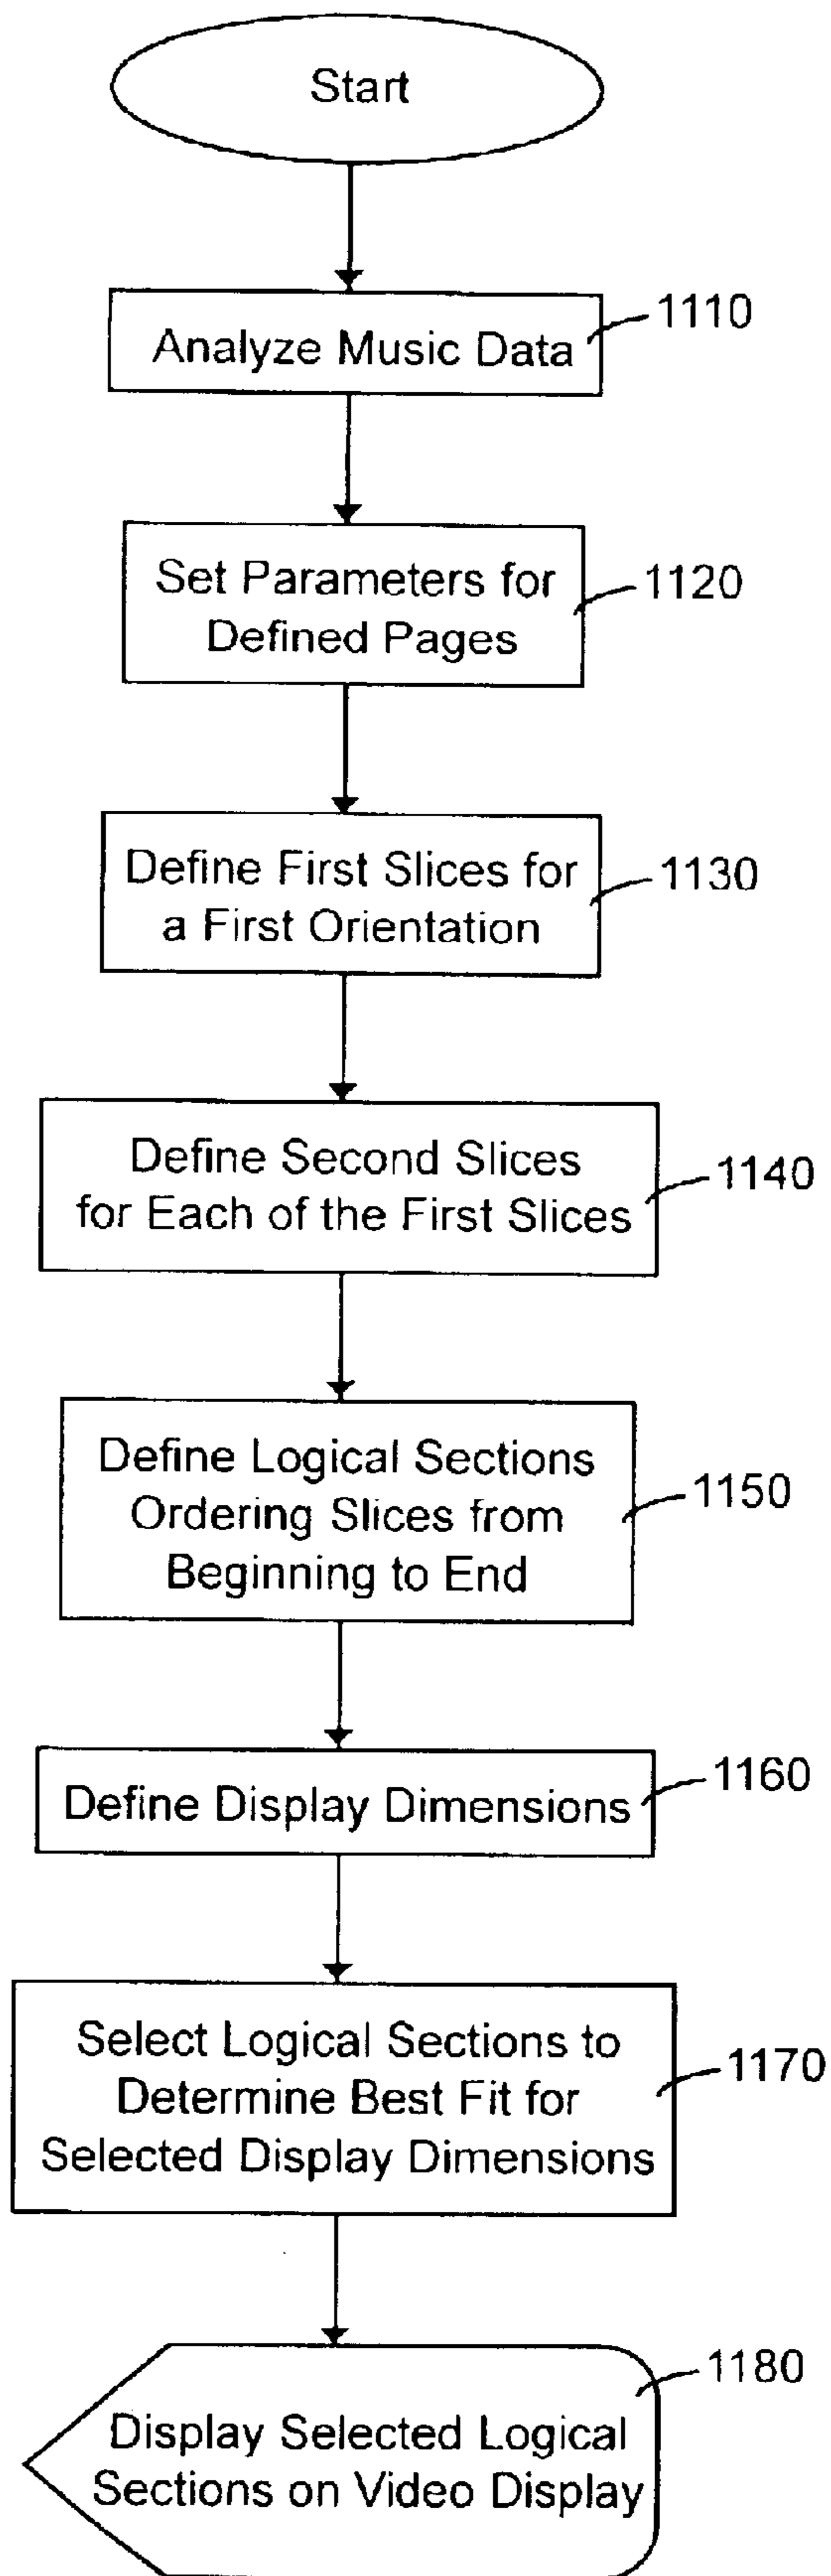 Start
Analyze Music Data
1110
Set Parameters for
Defined Pages
1120
Define First Slices for
a First Orientation
1130
Define Second Slices
for Each of the First Slices
1140
Define Logical Sections
Ordering Slices from
Beginning to End
1150
Define Display Dimensions
1160
Select Logical Sections to
Determine Best Fit for
Selected Display Dimensions
1170
Display Selected Logical
Sections on Video Display
1180